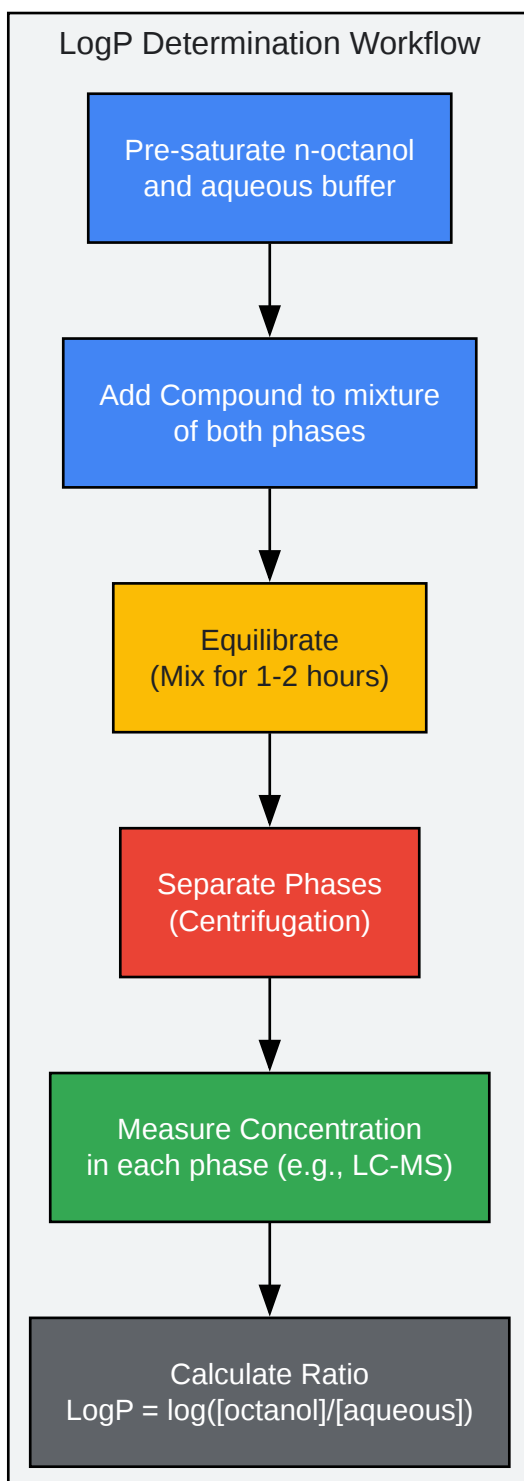 LogP Determination Workflow
Pre-saturate n-octanol
and aqueous buffer
Add Compound to mixture
of both phases
Equilibrate
(Mix for 1-2 hours)
Separate Phases
(Centrifugation)
Measure Concentration
in each phase (e.g., LC-MS)
Calculate Ratio
LogP = log([octanol]/[aqueous])